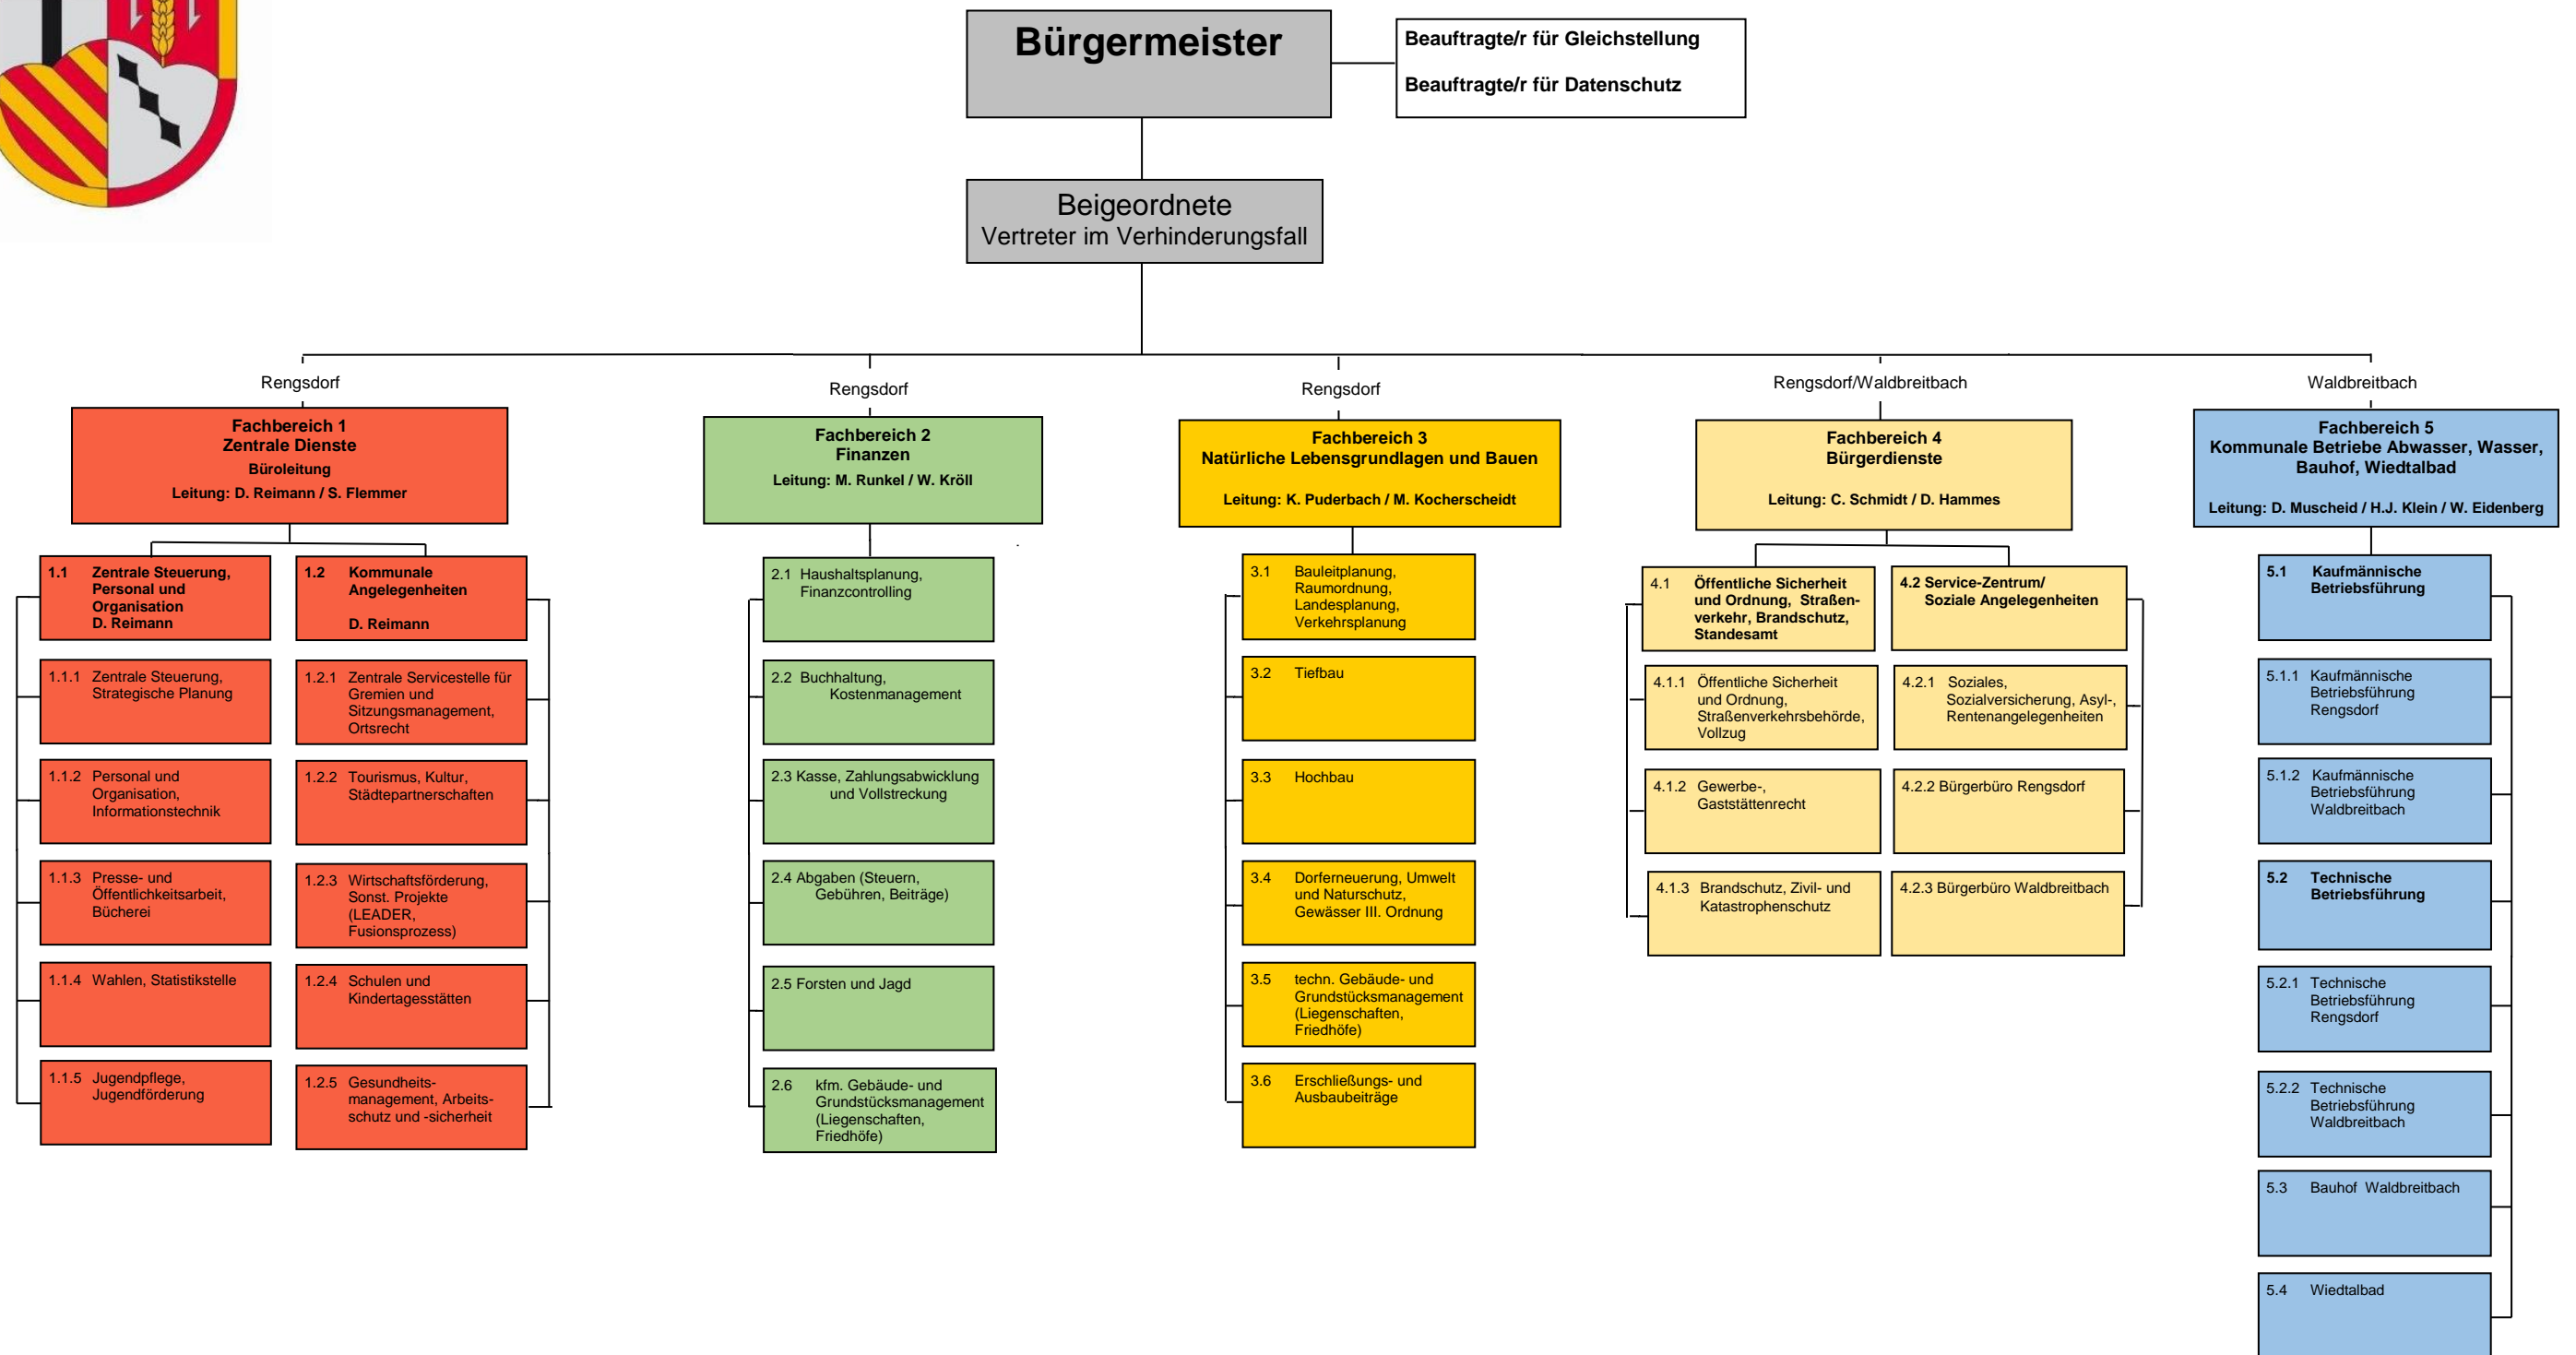 Bürgermeister
Beauftragte/r für Gleichstellung
Beauftragte/r für Datenschutz
Beigeordnete
Vertreter im Verhinderungsfall
Rengsdorf
Fachbereich 1
Zentrale Dienste
Büroleitung
Leitung: D. Reimann / S. Flemmer
1.1 Zentrale Steuerung,
Personal und
Organisation
D. Reimann
1.1.1 Zentrale Steuerung,
Strategische Planung
1.1.2 Personal und
Organisation,
Informationstechnik
1.1.3 Presse- und
Öffentlichkeitsarbeit,
Bücherei
1.1.4 Wahlen, Statistikstelle
1.1.5 Jugendpflege,
Jugendförderung
1.2 Kommunale
Angelegenheiten
D. Reimann
1.2.1 Zentrale Servicestelle für
Gremien und
Sitzungsmanagement,
Ortsrecht
1.2.2 Tourismus, Kultur,
Städtepartnerschaften
1.2.3 Wirtschaftsförderung,
Sonst. Projekte
(LEADER,
Fusionsprozess)
1.2.4 Schulen und
Kindertagesstätten
1.2.5 Gesundheits-
management, Arbeits-
schutz und -sicherheit
Rengsdorf
Fachbereich 2
Finanzen
Leitung: M. Runkel / W. Kröll
2.1 Haushaltsplanung,
Finanzcontrolling
2.2 Buchhaltung,
Kostenmanagement
2.3 Kasse, Zahlungsabwicklung
und Vollstreckung
2.4 Abgaben (Steuern,
Gebühren, Beiträge)
2.5 Forsten und Jagd
2.6 kfm. Gebäude- und
Grundstücksmanagement
(Liegenschaften,
Friedhöfe)
Rengsdorf
Fachbereich 3
Natürliche Lebensgrundlagen und Bauen
Leitung: K. Puderbach / M. Kocherscheidt
3.1 Bauleitplanung,
Raumordnung,
Landesplanung,
Verkehrsplanung
3.2 Tiefbau
3.3 Hochbau
3.4 Dorferneuerung, Umwelt
und Naturschutz,
Gewässer III. Ordnung
3.5 techn. Gebäude- und
Grundstücksmanagement
(Liegenschaften,
Friedhöfe)
3.6 Erschließungs- und
Ausbaubeiträge
Rengsdorf/Waldbreitbach
Fachbereich 4
Bürgerdienste
Leitung: C. Schmidt / D. Hammes
4.1 Öffentliche Sicherheit
und Ordnung, Straßen-
verkehr, Brandschutz,
Standesamt
4.1.1 Öffentliche Sicherheit
und Ordnung,
Straßenverkehrsbehörde,
Vollzug
4.1.2 Gewerbe-,
Gaststättenrecht
4.1.3 Brandschutz, Zivil- und
Katastrophenschutz
4.2 Service-Zentrum/
Soziale Angelegenheiten
4.2.1 Soziales,
Sozialversicherung, Asyl-,
Rentenangelegenheiten
4.2.2 Bürgerbüro Rengsdorf
4.2.3 Bürgerbüro Waldbreitbach
Waldbreitbach
Fachbereich 5
Kommunale Betriebe Abwasser, Wasser,
Bauhof, Wiedtalbad
Leitung: D. Muscheid / H.J. Klein / W. Eidenberg
5.1 Kaufmännische
Betriebsführung
5.1.1 Kaufmännische
Betriebsführung
Rengsdorf
5.1.2 Kaufmännische
Betriebsführung
Waldbreitbach
5.2 Technische
Betriebsführung
5.2.1 Technische
Betriebsführung
Rengsdorf
5.2.2 Technische
Betriebsführung
Waldbreitbach
5.3 Bauhof Waldbreitbach
5.4 Wiedtalbad